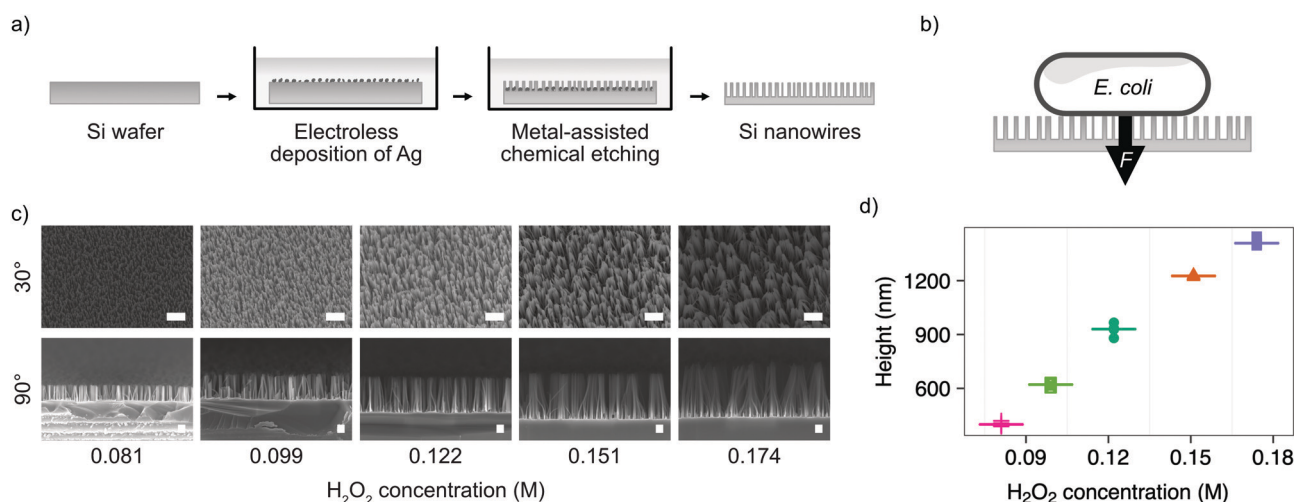 a)
Si wafer
Electroless
deposition of Ag
Metal-assisted
chemical etching
Si nanowires
b)
E. coli
F
c)
30°
90°
0.081 0.099 0.122 0.151 0.174
H₂O₂ concentration (M)
d)
Height (nm)
1200
900
600
0.09 0.12 0.15 0.18
H₂O₂ concentration (M)